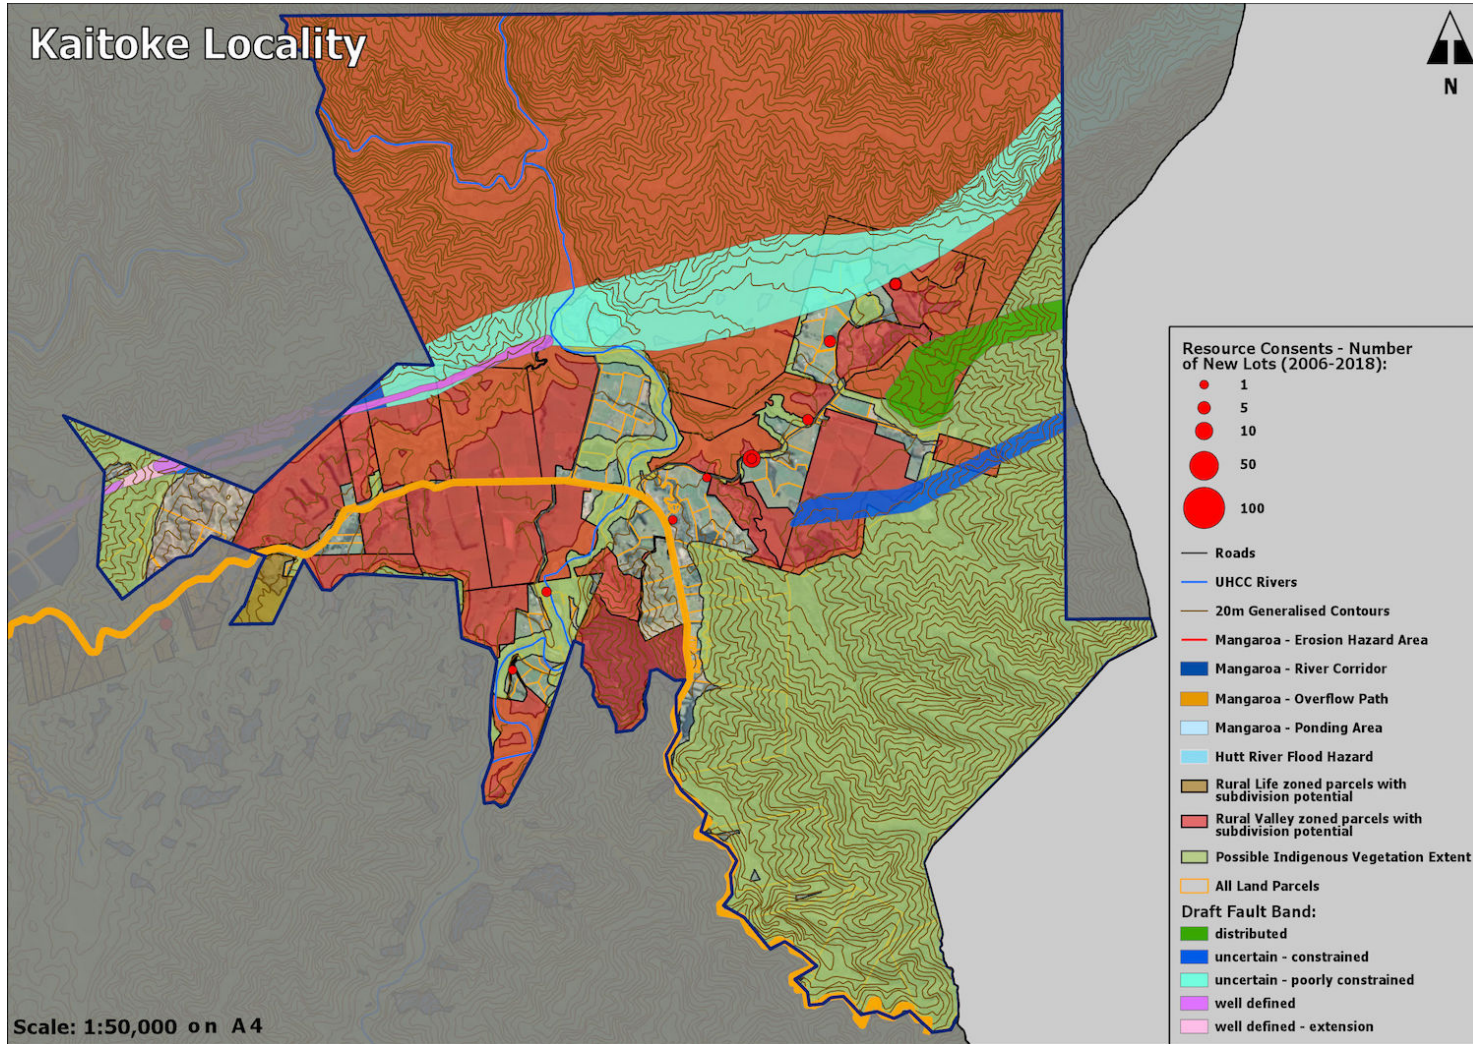 Kaitoke Locality
N
Resource Consents - Number
of New Lots (2006-2018):
1
5
10
50
100
Roads
UHCC Rivers
20m Generalised Contours
Mangaroa - Erosion Hazard Area
Mangaroa - River Corridor
Mangaroa - Overflow Path
Mangaroa - Ponding Area
Hutt River Flood Hazard
Rural Life zoned parcels with
subdivision potential
Rural Valley zoned parcels with
subdivision potential
Possible Indigenous Vegetation Extent
All Land Parcels
Draft Fault Band:
distributed
uncertain - constrained
uncertain - poorly constrained
well defined
well defined - extension
Scale: 1:50,000 on A4